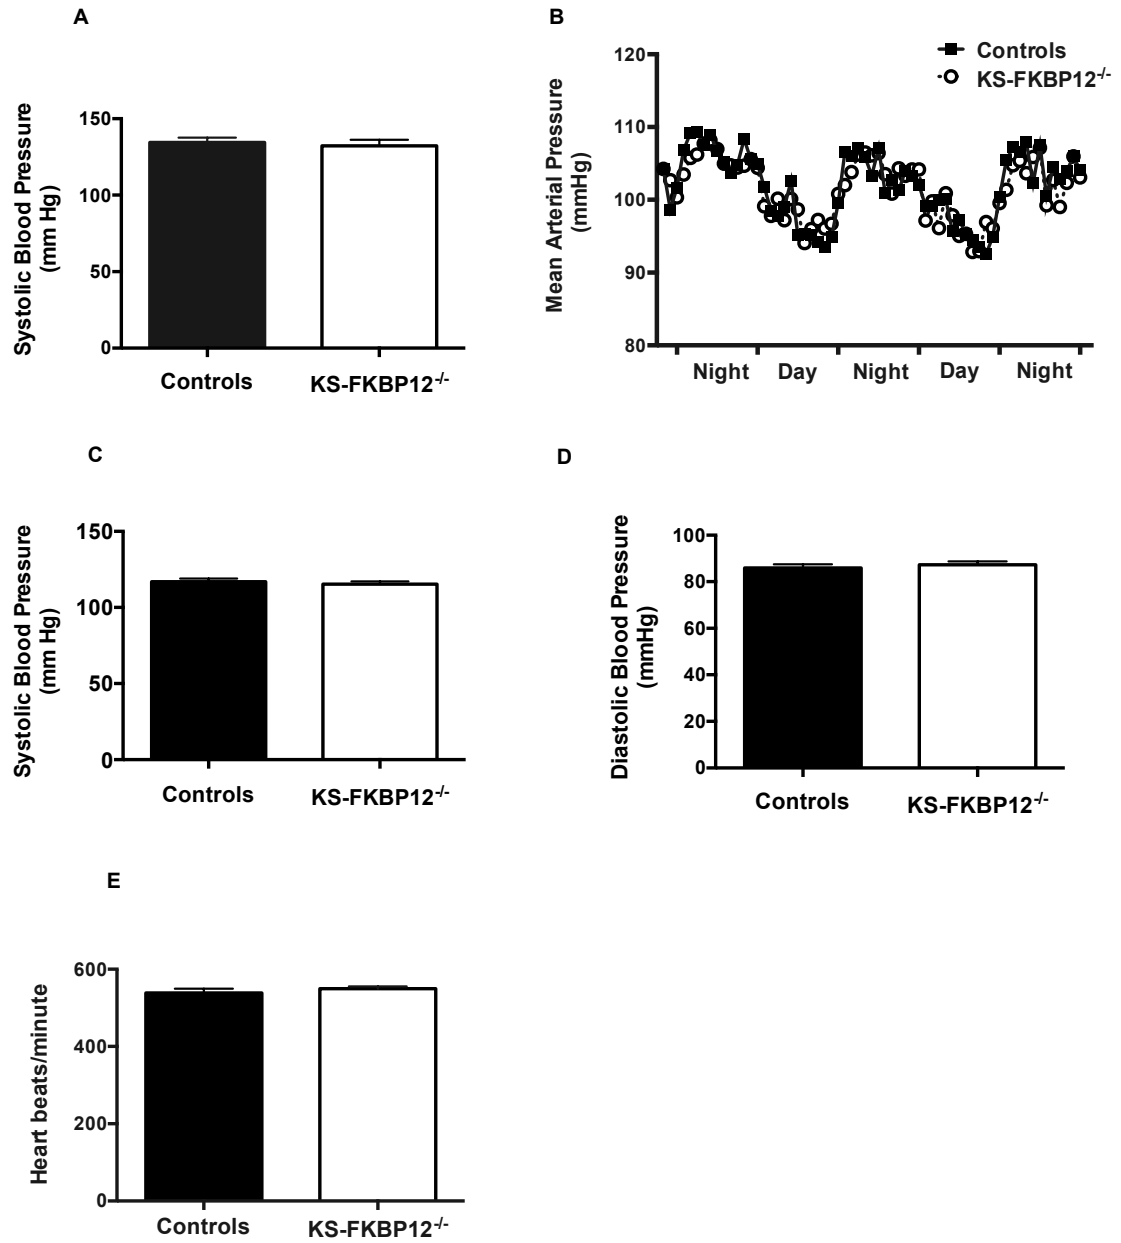 A
Systolic Blood Pressure
(mm Hg)
150
100
50
0
Controls
KS-FKBP12-/-
B
Mean Arterial Pressure
(mmHg)
120
110
100
90
80
Controls
KS-FKBP12-/-
Night
Day
Night
Day
Night
C
Systolic Blood Pressure
(mm Hg)
150
100
50
0
Controls
KS-FKBP12-/-
D
Diastolic Blood Pressure
(mmHg)
100
80
60
40
20
0
Controls
KS-FKBP12-/-
E
Heart beats/minute
600
400
200
0
Controls
KS-FKBP12-/-